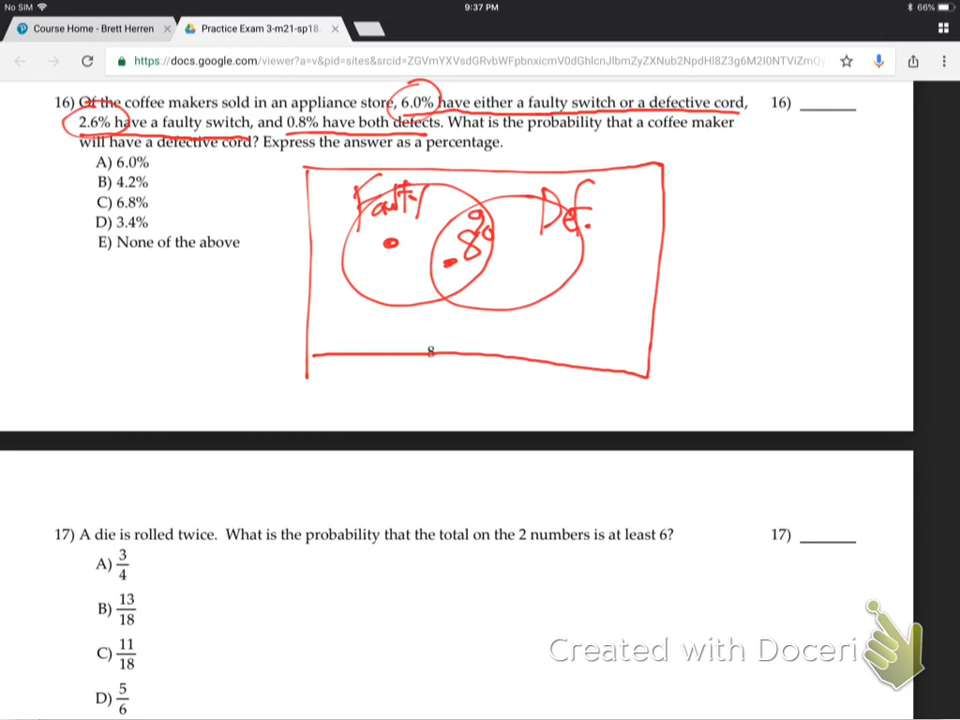 No SIM
9:37 PM
66%
Course Home - Brett Herren
Practice Exam 3-m21-sp18.
https://docs.google.com/viewer?a=v&pid=sites&srcid=ZGVmYXVsdGRvbWFpbnxicmV0dGhlcnJlbmZyZXNub2NpdHl8Z3g6M2I0NTViZmO
16) Of the coffee makers sold in an appliance store, 6.0% have either a faulty switch or a defective cord,
16)
2.6% have a faulty switch, and 0.8% have both defects. What is the probability that a coffee maker
will have a defective cord? Express the answer as a percentage.
A) 6.0%
B) 4.2%
C) 6.8%
D) 3.4%
E) None of the above
Faulty
Def.
.8%
8
17) A die is rolled twice. What is the probability that the total on the 2 numbers is at least 6?
17)
A) 3/4
B) 13/18
C) 11/18
D) 5/6
Created with Doceri